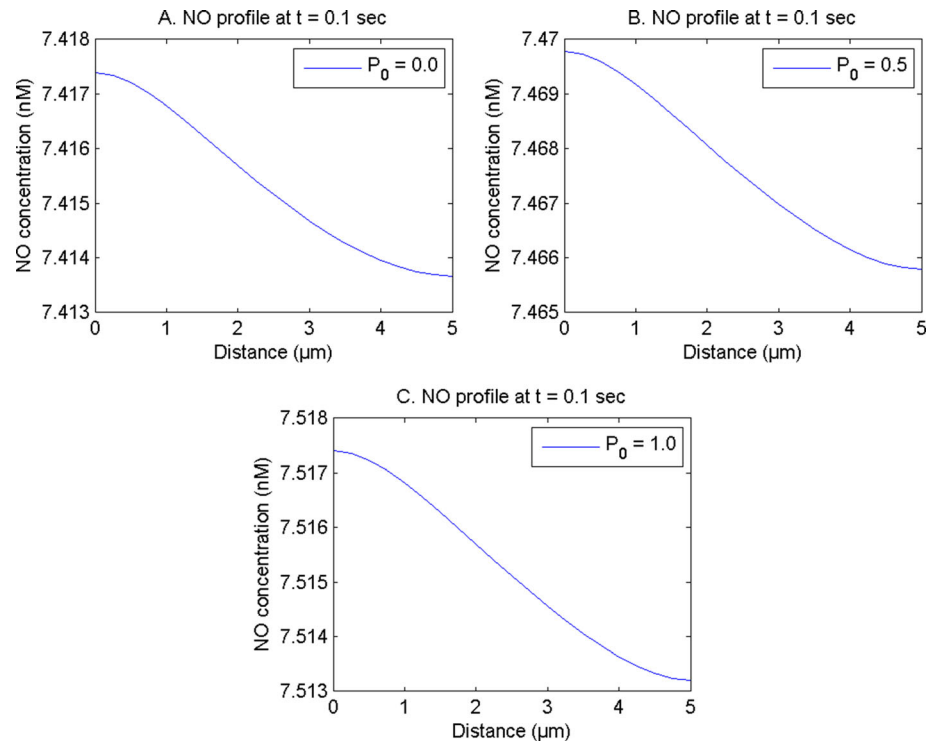 A. NO profile at t = 0.1 sec
NO concentration (nM)
7.418
7.417
7.416
7.415
7.414
7.413
P0 = 0.0
0 1 2 3 4 5
Distance (µm)
B. NO profile at t = 0.1 sec
NO concentration (nM)
7.47
7.469
7.468
7.467
7.466
7.465
P0 = 0.5
0 1 2 3 4 5
Distance (µm)
C. NO profile at t = 0.1 sec
NO concentration (nM)
7.518
7.517
7.516
7.515
7.514
7.513
P0 = 1.0
0 1 2 3 4 5
Distance (µm)